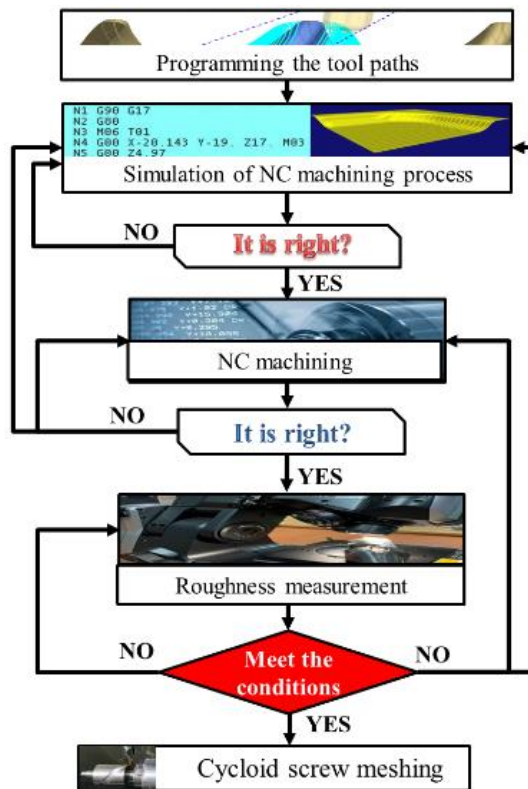 Programming the tool paths
N1 G90 G17
N2 G00
N3 M06 T01
N4 G00 X-20.143 Y-19. Z17. M03
N5 G00 Z4.97
Simulation of NC machining process
NO
It is right?
YES
NC machining
NO
It is right?
YES
Roughness measurement
NO
Meet the
conditions
NO
YES
Cycloid screw meshing